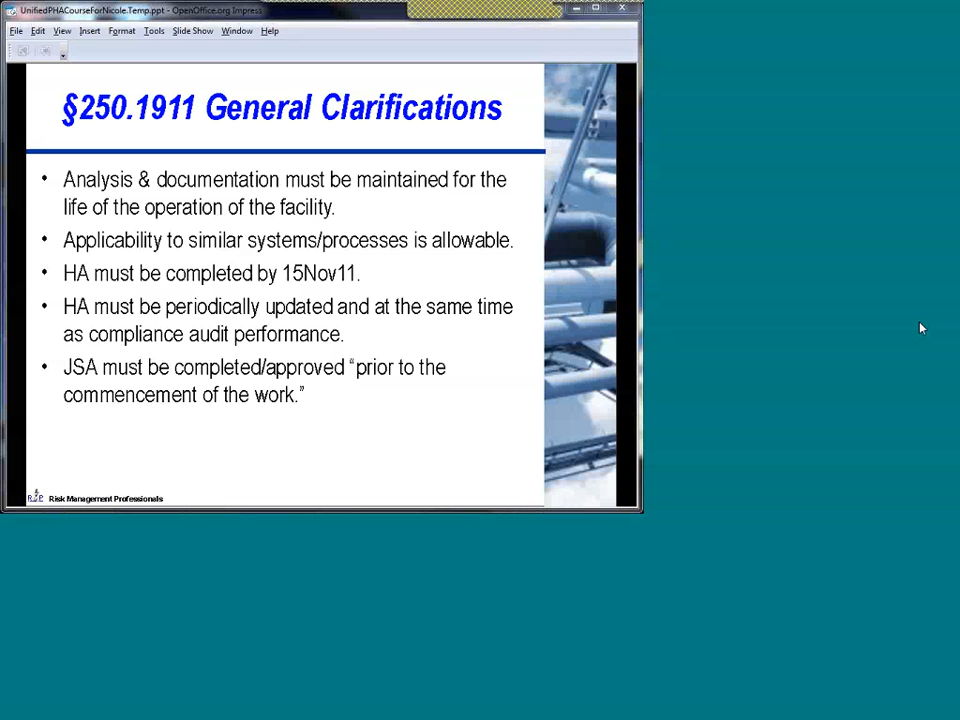 UnifiedPHACourseForNicole.Temp.ppt - OpenOffice.org Impress
File Edit View Insert Format Tools Slide Show Window Help
§250.1911 General Clarifications
• Analysis & documentation must be maintained for the
life of the operation of the facility.
• Applicability to similar systems/processes is allowable.
• HA must be completed by 15Nov11.
• HA must be periodically updated and at the same time
as compliance audit performance.
• JSA must be completed/approved “prior to the
commencement of the work.”
Risk Management Professionals